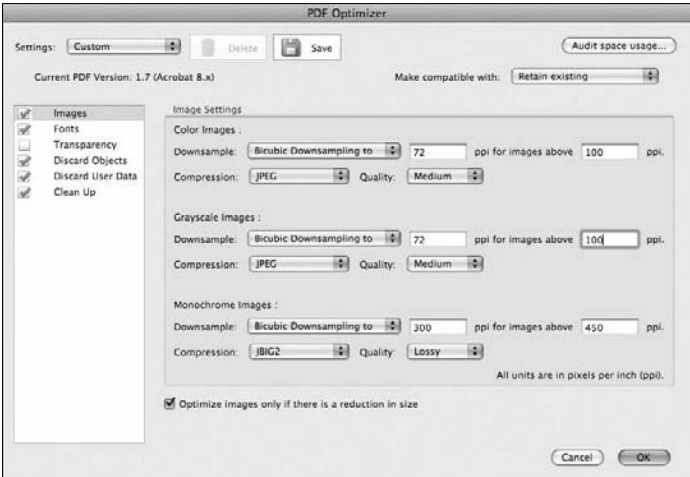 PDF Optimizer
Settings: Custom Delete Save Audit space usage...
Current PDF Version: 1.7 (Acrobat 8.x) Make compatible with: Retain existing
Images
Fonts
Transparency
Discard Objects
Discard User Data
Clean Up
Image Settings
Color Images :
Downsample: Bicubic Downsampling to 72 ppi for images above 100 ppi.
Compression: JPEG Quality: Medium
Grayscale Images :
Downsample: Bicubic Downsampling to 72 ppi for images above 100 ppi.
Compression: JPEG Quality: Medium
Monochrome Images :
Downsample: Bicubic Downsampling to 300 ppi for images above 450 ppi.
Compression: JBIG2 Quality: Lossy
All units are in pixels per inch (ppi).
Optimize images only if there is a reduction in size
Cancel OK